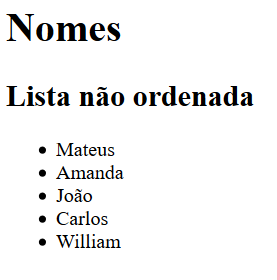 Nomes
Lista não ordenada
Mateus
Amanda
João
Carlos
William